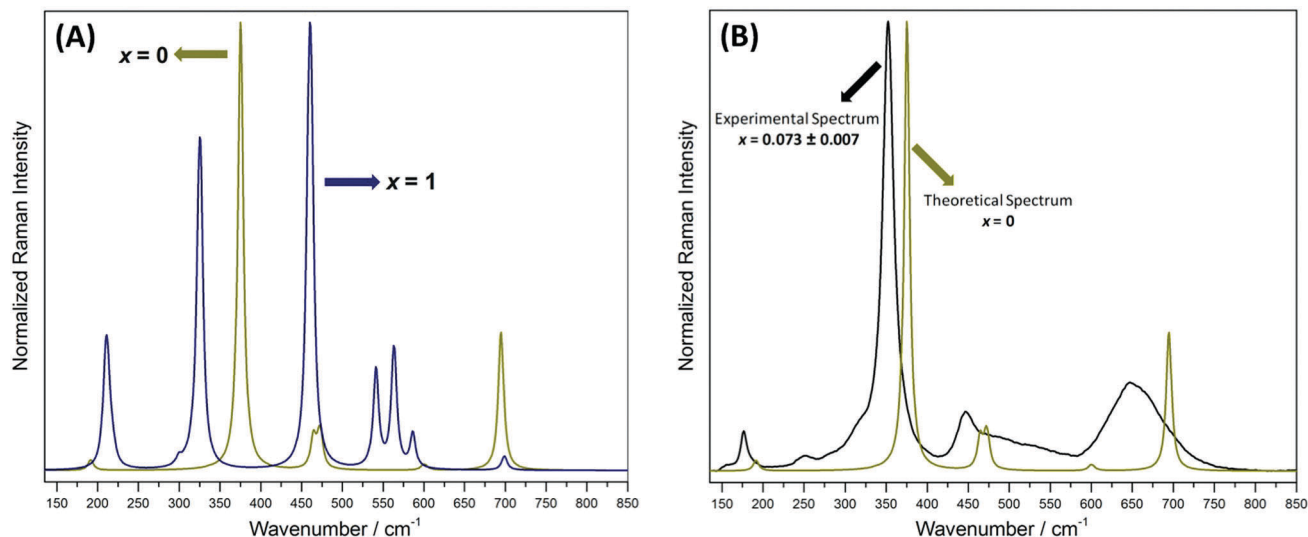 (A)
x = 0
x = 1
Normalized Raman Intensity
150 200 250 300 350 400 450 500 550 600 650 700 750 800 850
Wavenumber / cm⁻¹
(B)
Experimental Spectrum
x = 0.073 ± 0.007
Theoretical Spectrum
x = 0
Normalized Raman Intensity
150 200 250 300 350 400 450 500 550 600 650 700 750 800 850
Wavenumber / cm⁻¹